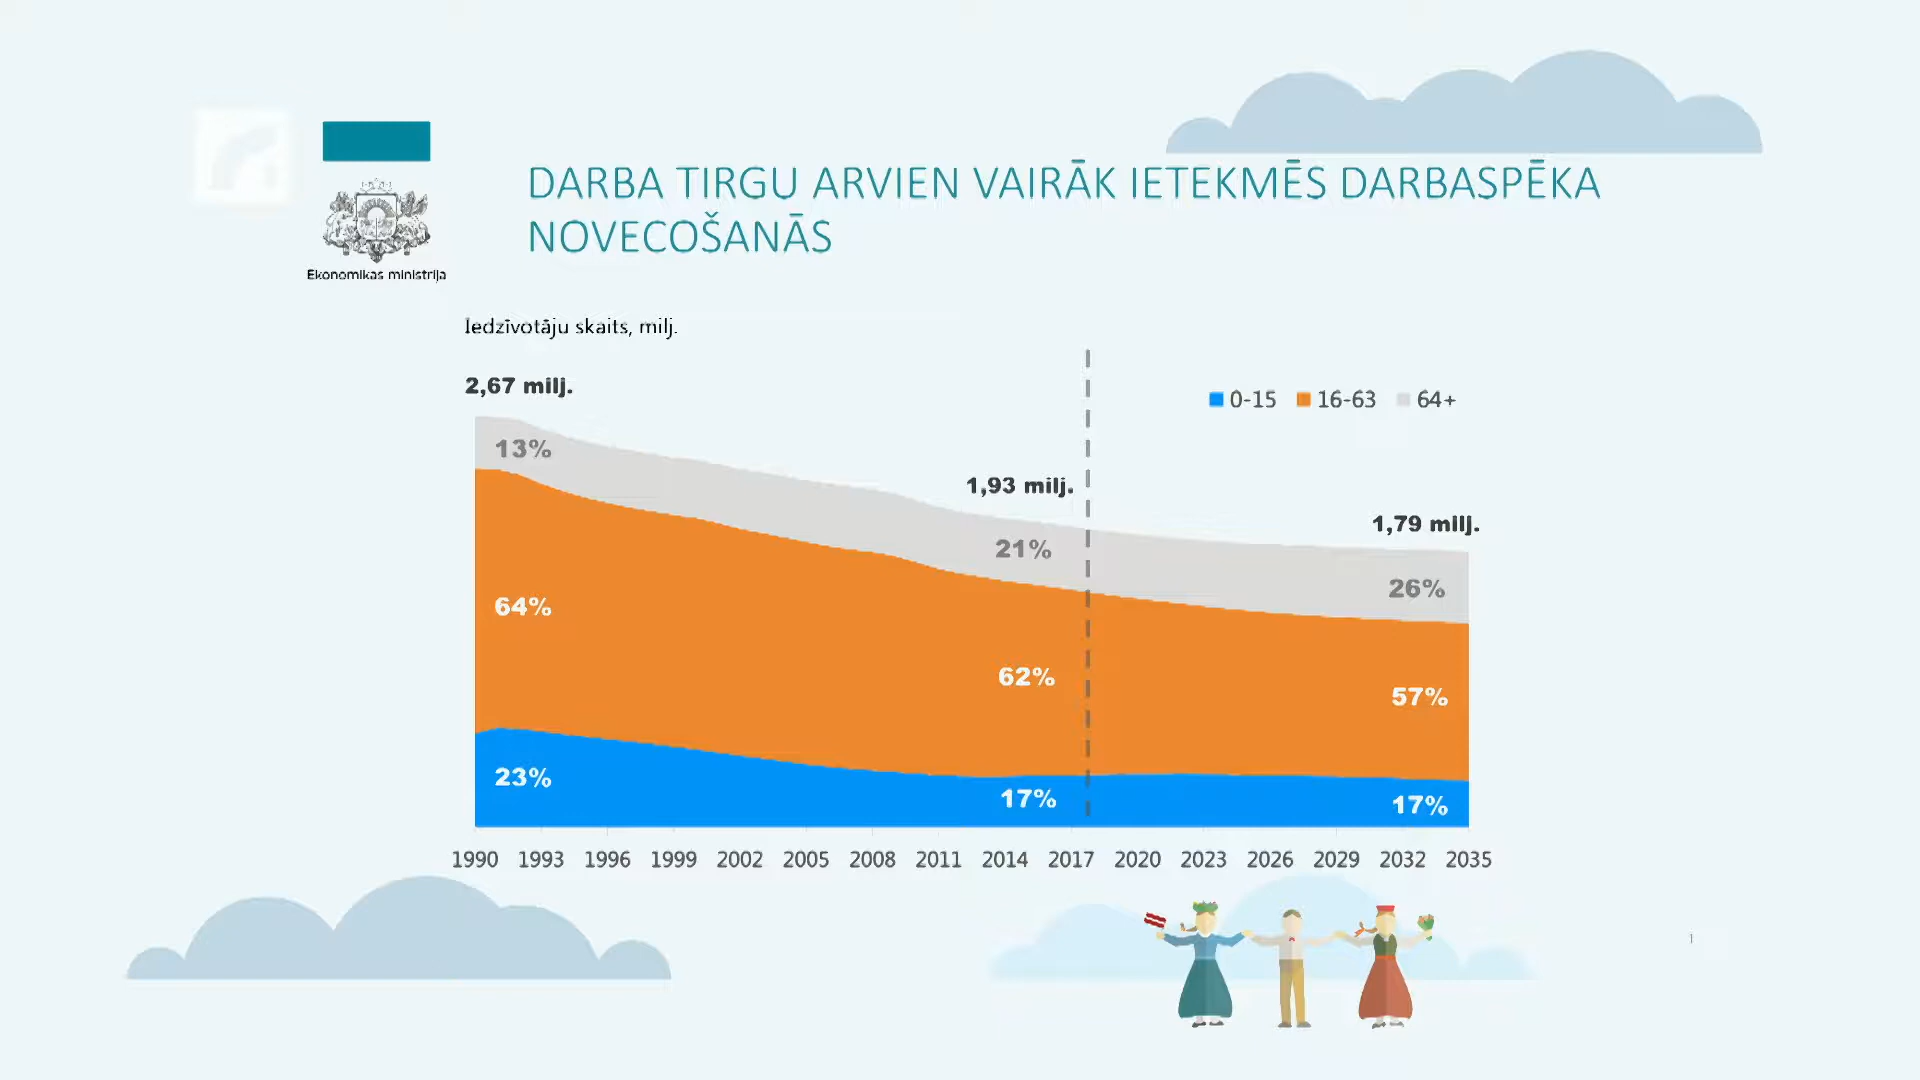 DARBA TIRGU ARVIEN VAIRĀK IETEKMĒS DARBASPĒKA
NOVECOŠANĀS
Ekonomikas ministrija
Iedzīvotāju skaits, milj.
2,67 milj.
0-15 16-63 64+
13%
1,93 milj.
1,79 milj.
21%
26%
64%
62%
57%
23%
17%
17%
1990 1993 1996 1999 2002 2005 2008 2011 2014 2017 2020 2023 2026 2029 2032 2035
1